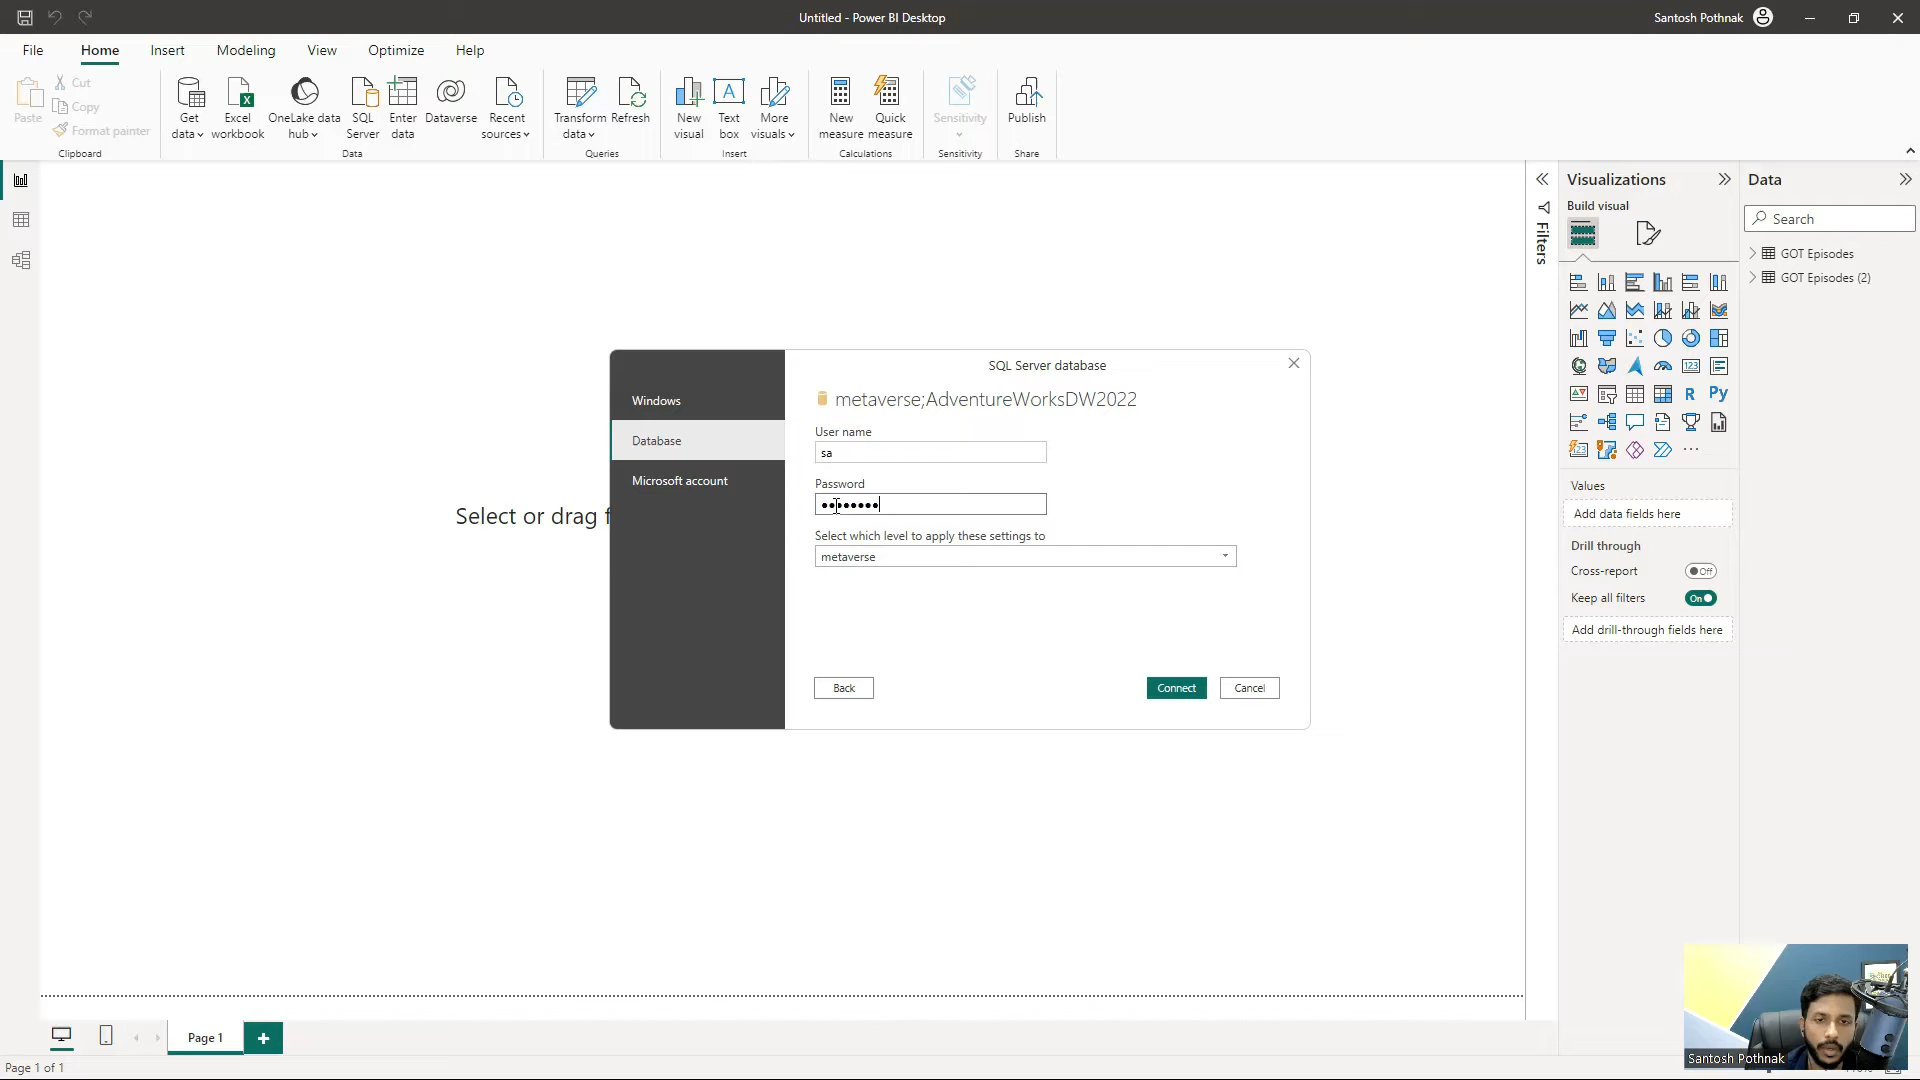 Untitled - Power BI Desktop
Santosh Pothnak
File
Home
Insert
Modeling
View
Optimize
Help
Paste
Cut
Copy
Format painter
Clipboard
Get data
Excel workbook
OneLake data hub
SQL Server
Enter data
Dataverse
Recent sources
Data
Transform data
Refresh
Queries
New visual
Text box
More visuals
Insert
New measure
Quick measure
Calculations
Sensitivity
Sensitivity
Publish
Share
Filters
Visualizations
Build visual
R
Py
123
Values
Add data fields here
Drill through
Cross-report
Off
Keep all filters
On
Add drill-through fields here
Data
Search
GOT Episodes
GOT Episodes (2)
Select or drag f
SQL Server database
Windows
Database
Microsoft account
metaverse;AdventureWorksDW2022
User name
sa
Password
••••••••
Select which level to apply these settings to
metaverse
Back
Connect
Cancel
Page 1
Page 1 of 1
Santosh Pothnak